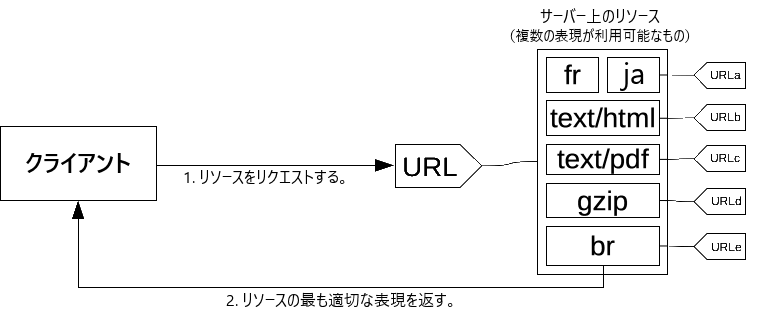 サーバー上のリソース
(複数の表現が利用可能なもの)
fr
ja
URLa
text/html
URLb
クライアント
URL
text/pdf
URLc
1. リソースをリクエストする。
gzip
URLd
br
URLe
2. リソースの最も適切な表現を返す。